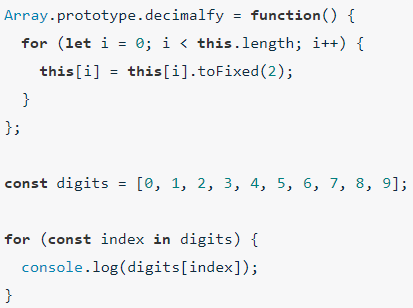 Array.prototype.decimalfy = function() {
  for (let i = 0; i < this.length; i++) {
    this[i] = this[i].toFixed(2);
  }
};

const digits = [0, 1, 2, 3, 4, 5, 6, 7, 8, 9];

for (const index in digits) {
  console.log(digits[index]);
}